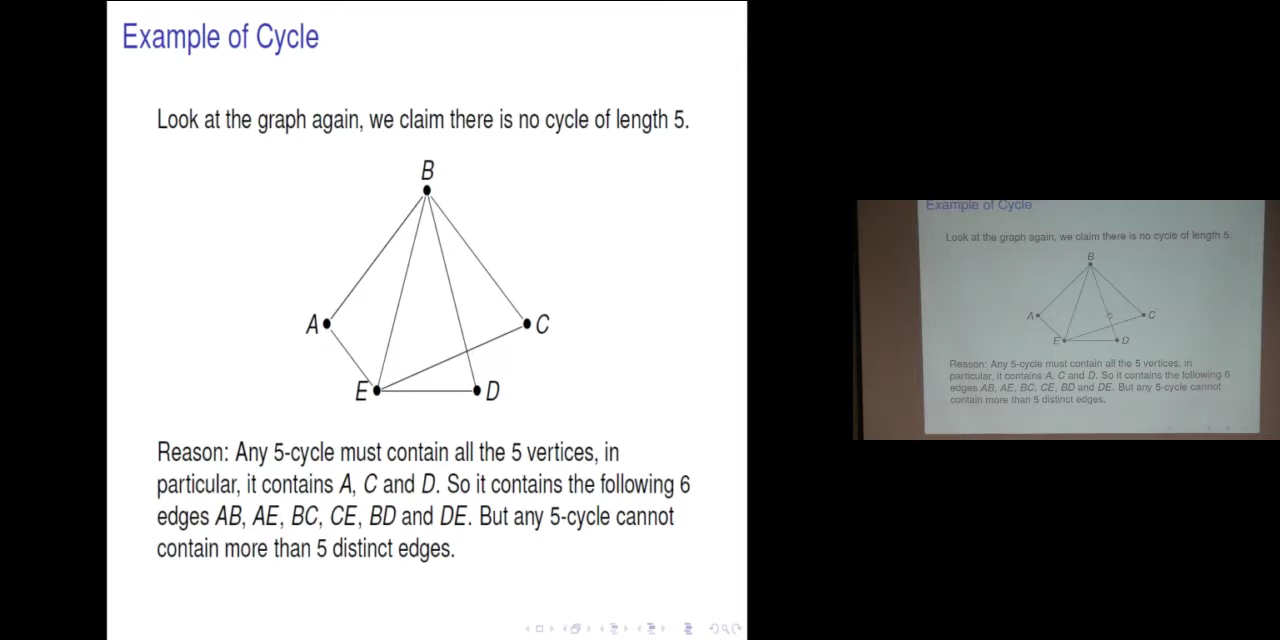 Example of Cycle
Look at the graph again, we claim there is no cycle of length 5.
B
A
C
E
D
Reason: Any 5-cycle must contain all the 5 vertices, in
particular, it contains A, C and D. So it contains the following 6
edges AB, AE, BC, CE, BD and DE. But any 5-cycle cannot
contain more than 5 distinct edges.
Example of Cycle
Look at the graph again, we claim there is no cycle of length 5.
B
A
C
E
D
Reason: Any 5-cycle must contain all the 5 vertices, in
particular, it contains A, C and D. So it contains the following 6
edges AB, AE, BC, CE, BD and DE. But any 5-cycle cannot
contain more than 5 distinct edges.